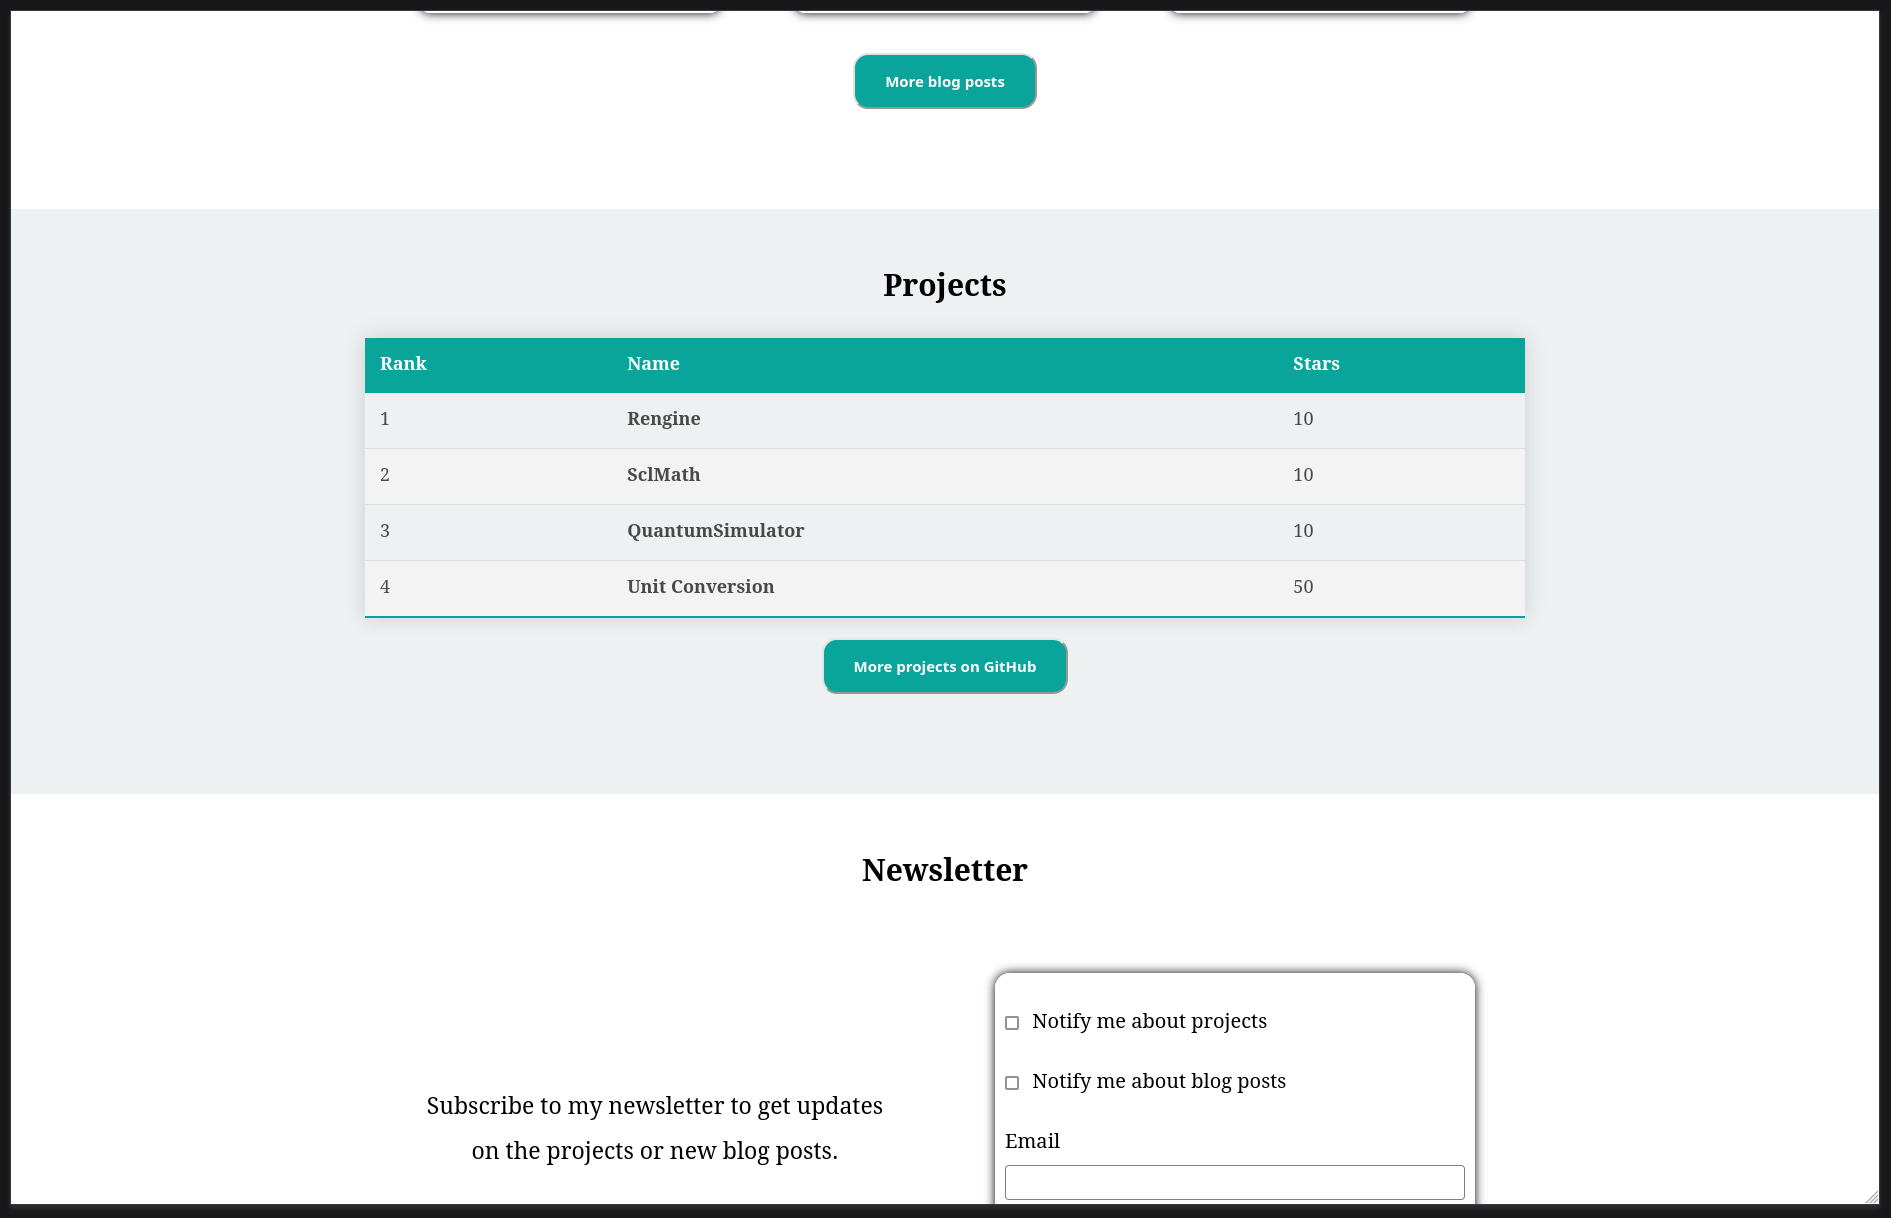 More blog posts
Projects
Rank Name Stars
1 Rengine 10
2 SclMath 10
3 QuantumSimulator 10
4 Unit Conversion 50
More projects on GitHub
Newsletter
Notify me about projects
Notify me about blog posts
Subscribe to my newsletter to get updates
on the projects or new blog posts.
Email